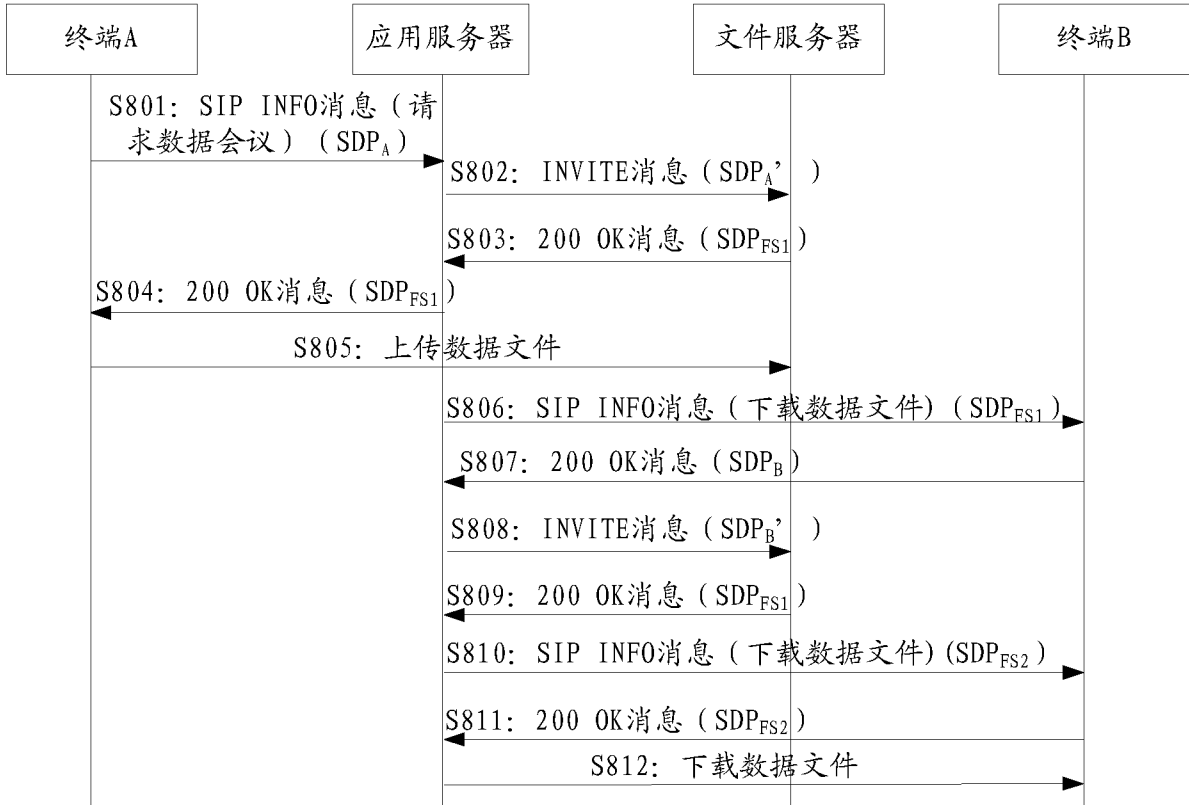 终端A
应用服务器
文件服务器
终端B
S801: SIP INFO消息（请
求数据会议）（SDPA）
S802: INVITE消息（SDPA’ ）
S803: 200 OK消息（SDPFS1）
S804: 200 OK消息（SDPFS1）
S805: 上传数据文件
S806: SIP INFO消息（下载数据文件)（SDPFS1）
S807: 200 OK消息（SDPB）
S808: INVITE消息（SDPB’ ）
S809: 200 OK消息（SDPFS1）
S810: SIP INFO消息（下载数据文件)(SDPFS2）
S811: 200 OK消息（SDPFS2）
S812: 下载数据文件